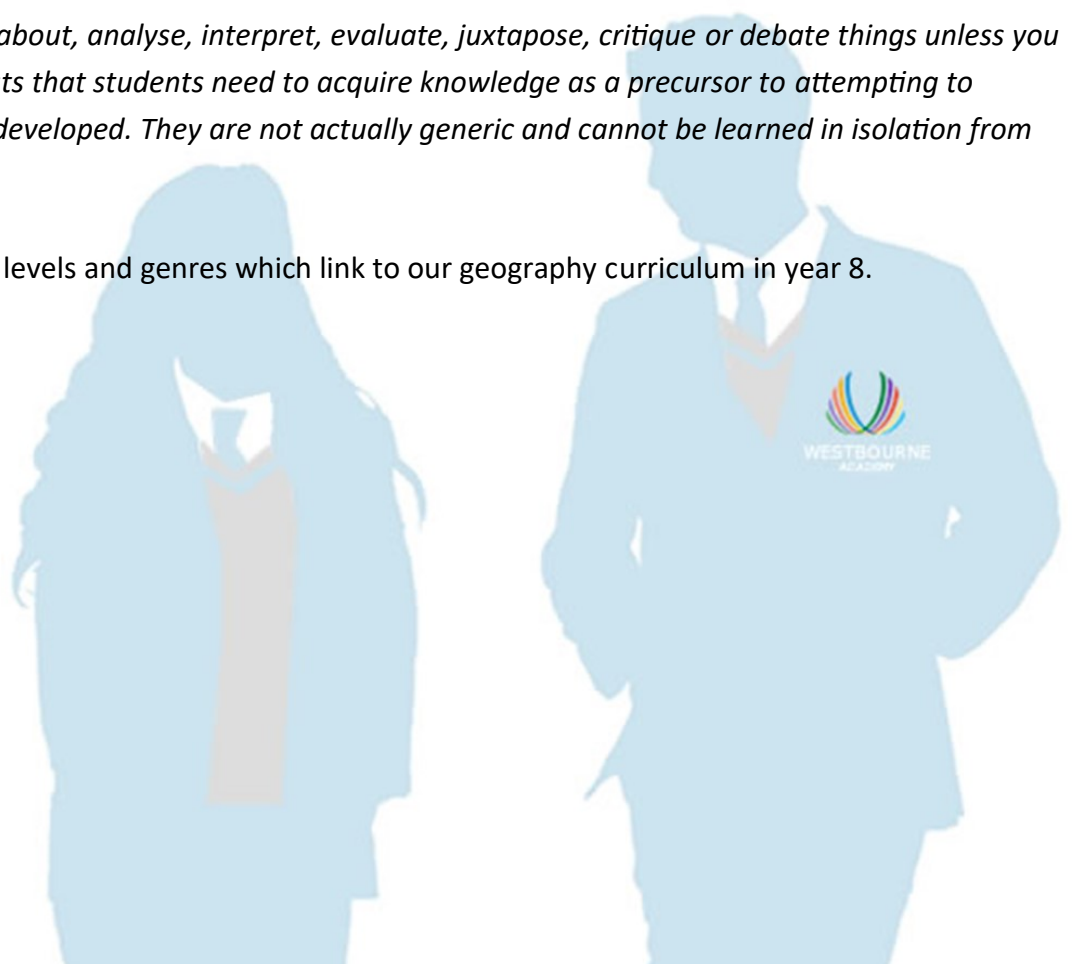 about, analyse, interpret, evaluate, juxtapose, critique or debate things unless you
sts that students need to acquire knowledge as a precursor to attempting to
developed. They are not actually generic and cannot be learned in isolation from
levels and genres which link to our geography curriculum in year 8.
WESTBOURNE
ACADEMY